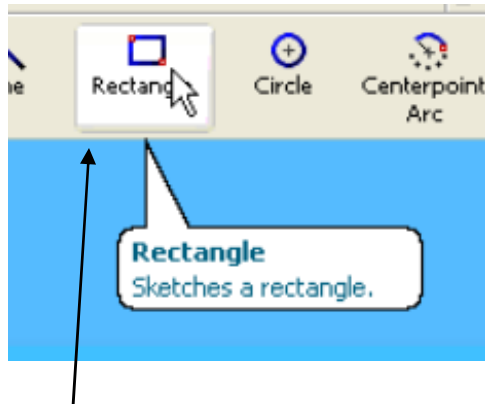 Rectang
Circle
Centerpoint
Arc
Rectangle
Sketches a rectangle.